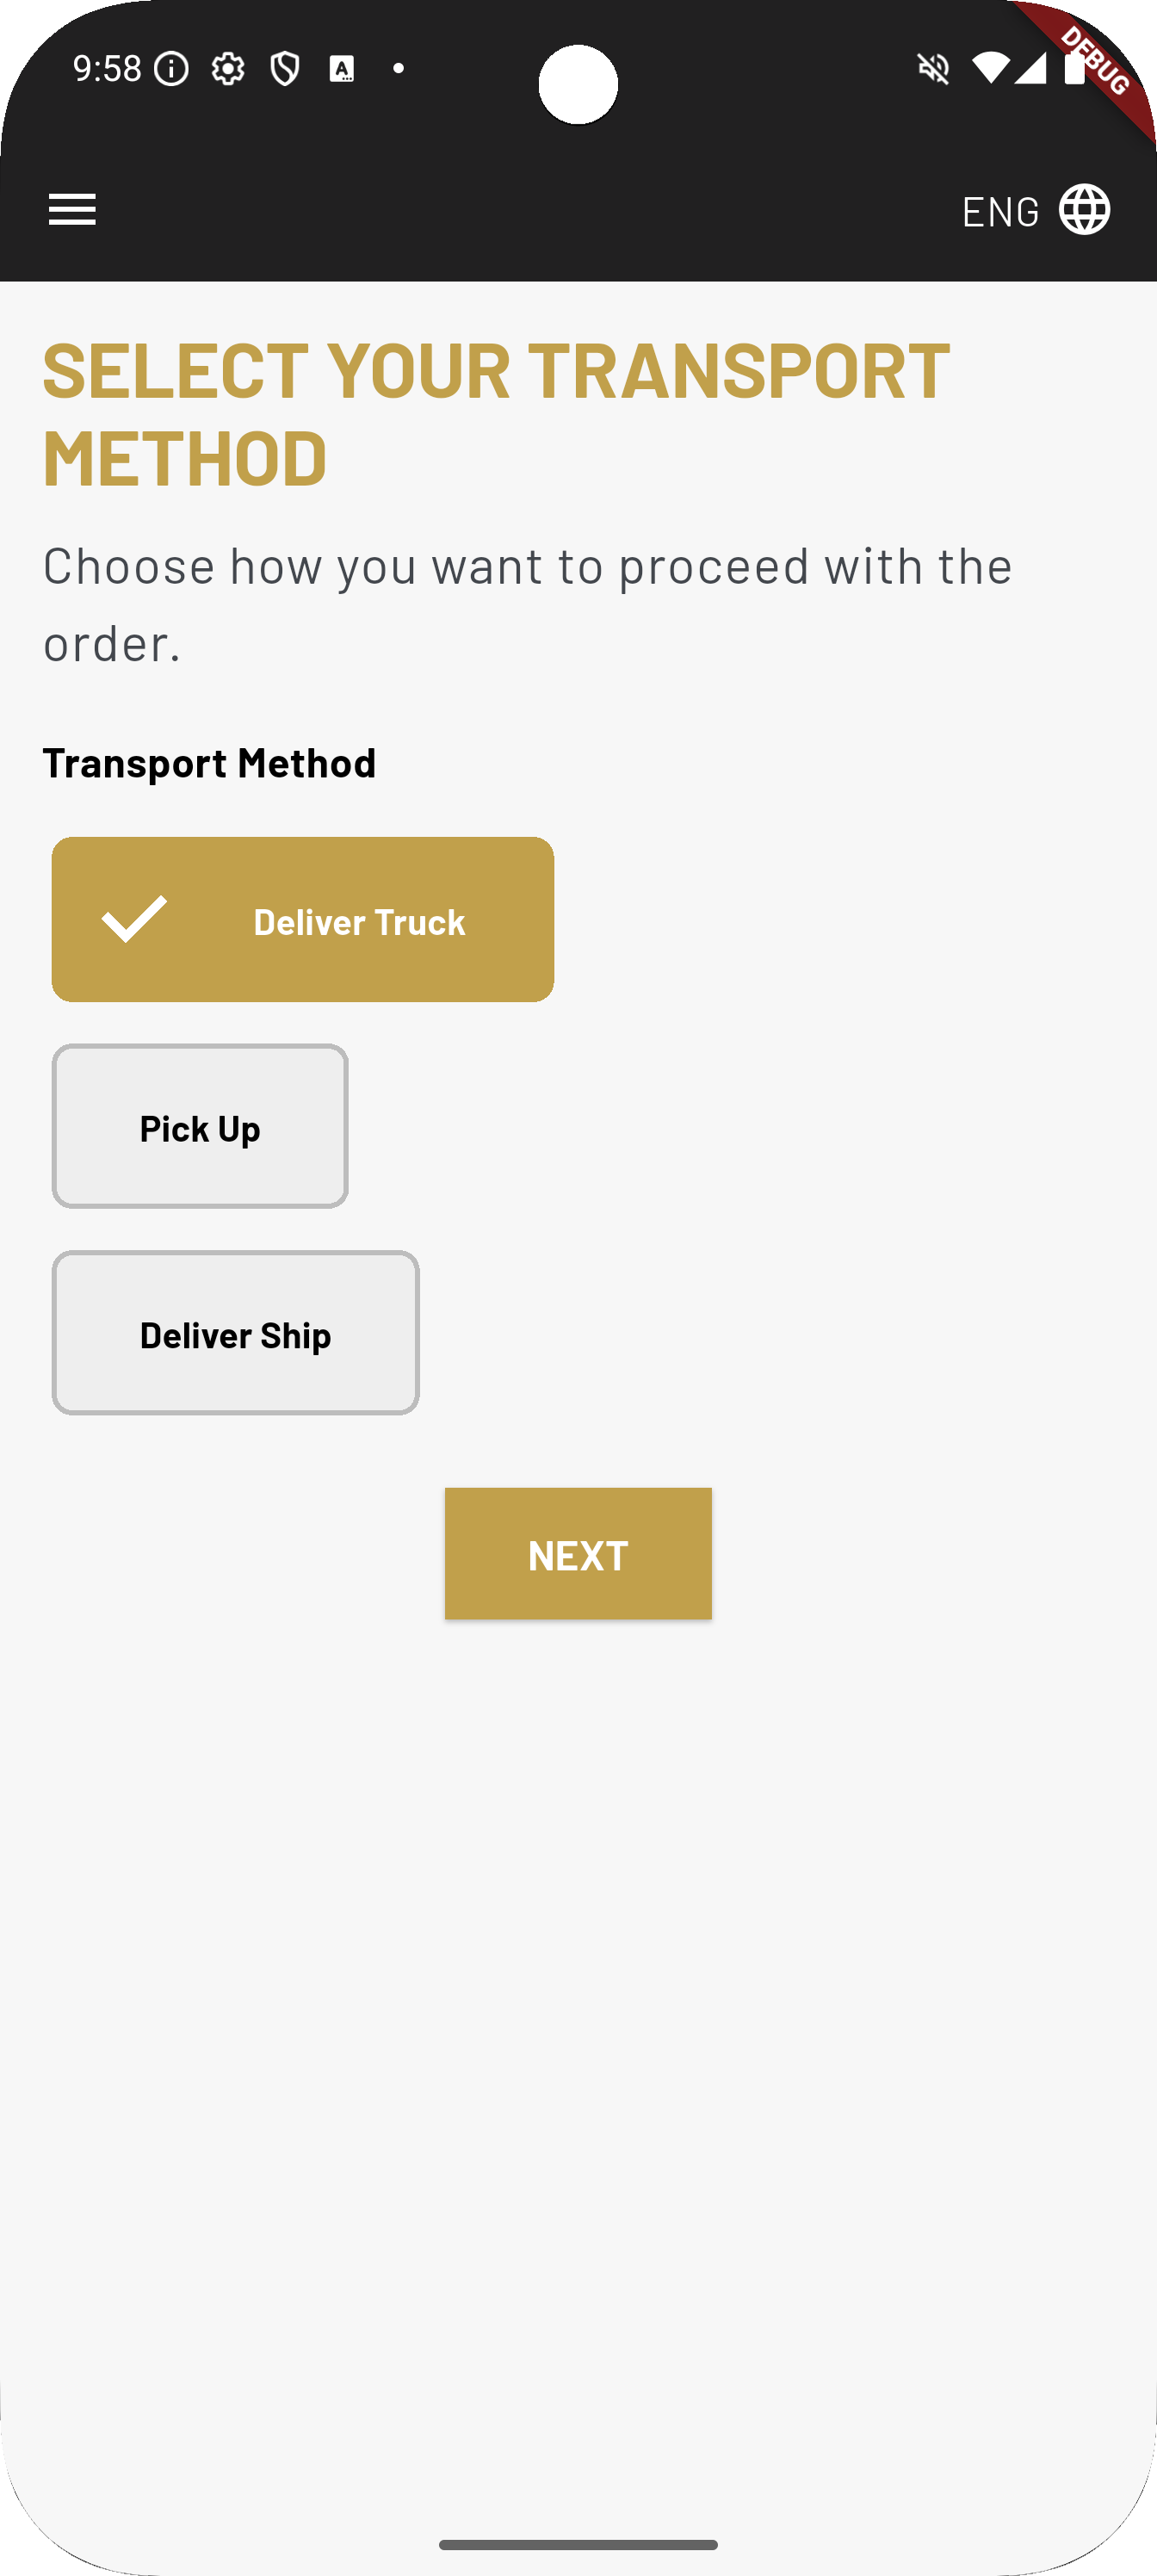 9:58
DEBUG
ENG
SELECT YOUR TRANSPORT
METHOD
Choose how you want to proceed with the
order.
Transport Method
Deliver Truck
Pick Up
Deliver Ship
NEXT